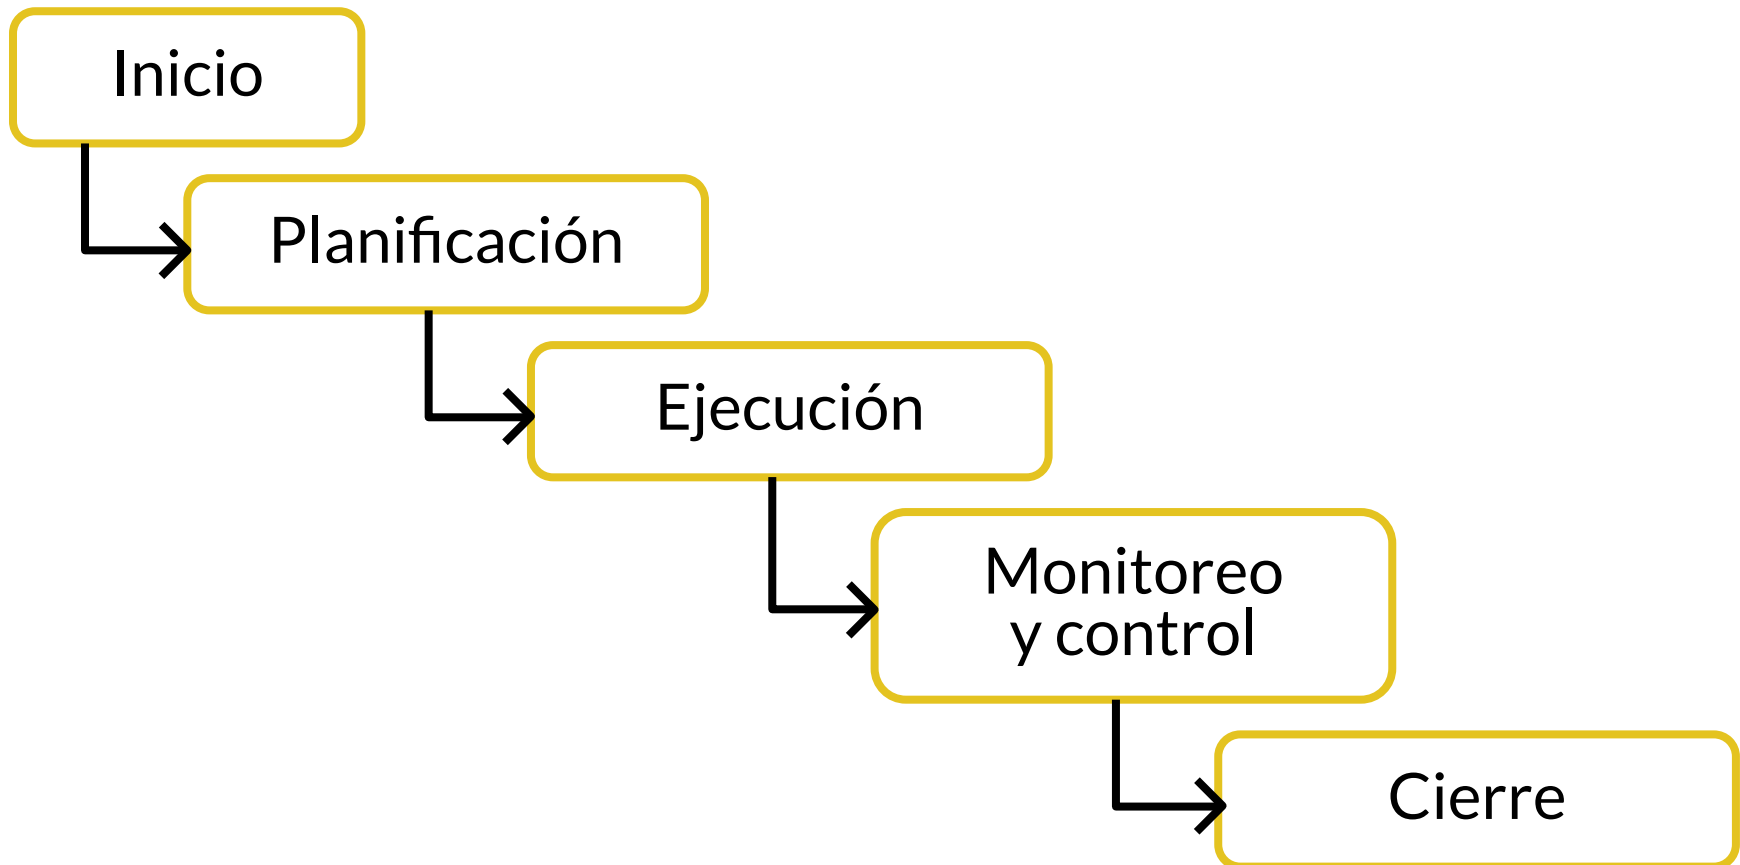 Inicio
Planificación
Ejecución
Monitoreo
y control
Cierre